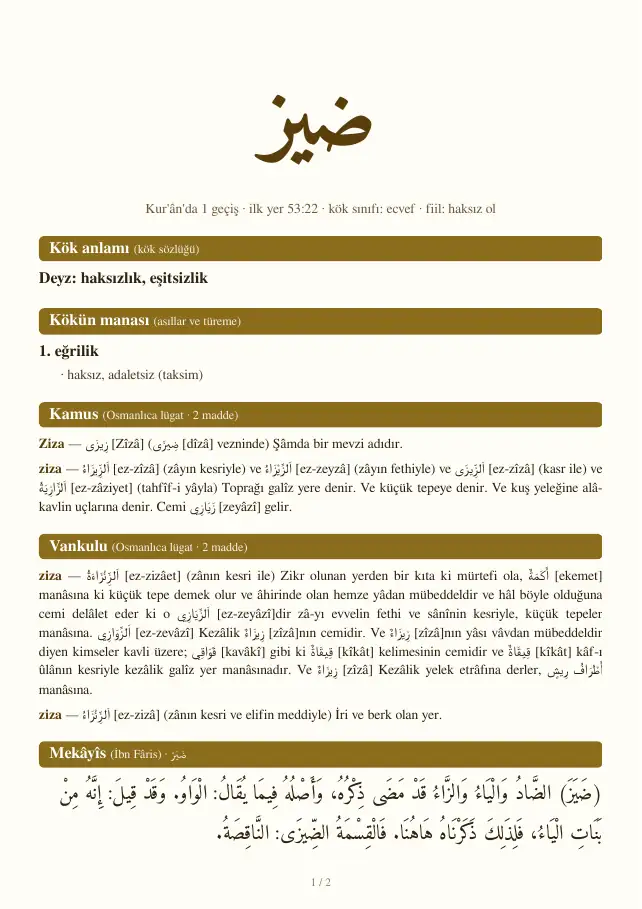 ضيز
Kur'ân'da 1 geçiş · ilk yer 53:22 · kök sınıfı: ecvef · fiil: haksız ol
Kök anlamı (kök sözlüğü)
Deyz: haksızlık, eşitsizlik
Kökün manası (asıllar ve türeme)
1. eğrilik
· haksız, adaletsiz (taksim)
Kamus (Osmanlıca lügat · 2 madde)
Ziza — زِيزَى [Zîzâ] (ضِيزَى [dîzâ] vezninde) Şâmda bir mevzi adıdır.
ziza — اَلزِّيزَاءُ [ez-zîzâ] (zâyın kesriyle) ve اَلزَّيْزَاءُ [ez-zeyzâ] (zâyın fethiyle) ve اَلزِّيزَى [ez-zîzâ] (kasr ile) ve
اَلزَّازِيَةُ [ez-zâziyet] (tahfîf-i yâyla) Toprağı galîz yere denir. Ve küçük tepeye denir. Ve kuş yeleğine alâ-
kavlin uçlarına denir. Cemi زَيَازِي [zeyâzî] gelir.
Vankulu (Osmanlıca lügat · 2 madde)
ziza — اَلزِّئْزَاءَةُ [ez-zizâet] (zânın kesri ile) Zikr olunan yerden bir kıta ki mürtefi ola, أَكَمَةٌ [ekemet]
manâsına ki küçük tepe demek olur ve âhirinde olan hemze yâdan mübeddeldir ve hâl böyle olduğuna
cemi delâlet eder ki o اَلزَّيَازِي [ez-zeyâzî]dir zâ-yı evvelin fethi ve sânînin kesriyle, küçük tepeler
manâsına. اَلزَّوَازِي [ez-zevâzî] Kezâlik زِيزَاءٌ [zîzâ]nın cemidir. Ve زِيزَاءٌ [zîzâ]nın yâsı vâvdan mübeddeldir
diyen kimseler kavli üzere; قَوَاقِي [kavâkî] gibi ki قِيقَاةٌ [kîkât] kelimesinin cemidir ve قِيقَاةٌ [kîkât] kâf-ı
ûlânın kesriyle kezâlik galîz yer manâsınadır. Ve زِيزَاءٌ [zîzâ] Kezâlik yelek etrâfına derler, أَطْرَافُ رِيشٍ
manâsına.
ziza — اَلزِّئْزَاءُ [ez-zizâ] (zânın kesri ve elifin meddiyle) İri ve berk olan yer.
Mekâyîs (İbn Fâris) · ضَيَزَ
(ضَيَزَ) الضَّادُ وَالْيَاءُ وَالزَّاءُ قَدْ مَضَى ذِكْرُهُ، وَأَصْلُهُ فِيمَا يُقَالُ: الْوَاوُ. وَقَدْ قِيلَ: إِنَّهُ مِنْ
بَنَاتِ الْيَاءُ، فَلِذَلِكَ ذَكَرْنَاهُ هَاهُنَا. فَالْقِسْمَةُ الضِّيزَى: النَّاقِصَةُ.
1 / 2